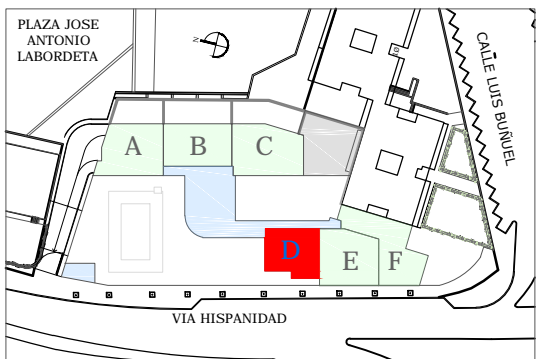 PLAZA JOSE
ANTONIO
LABORDETA
N
CALLE LUIS BUÑUEL
A
B
C
D
E
F
VIA HISPANIDAD